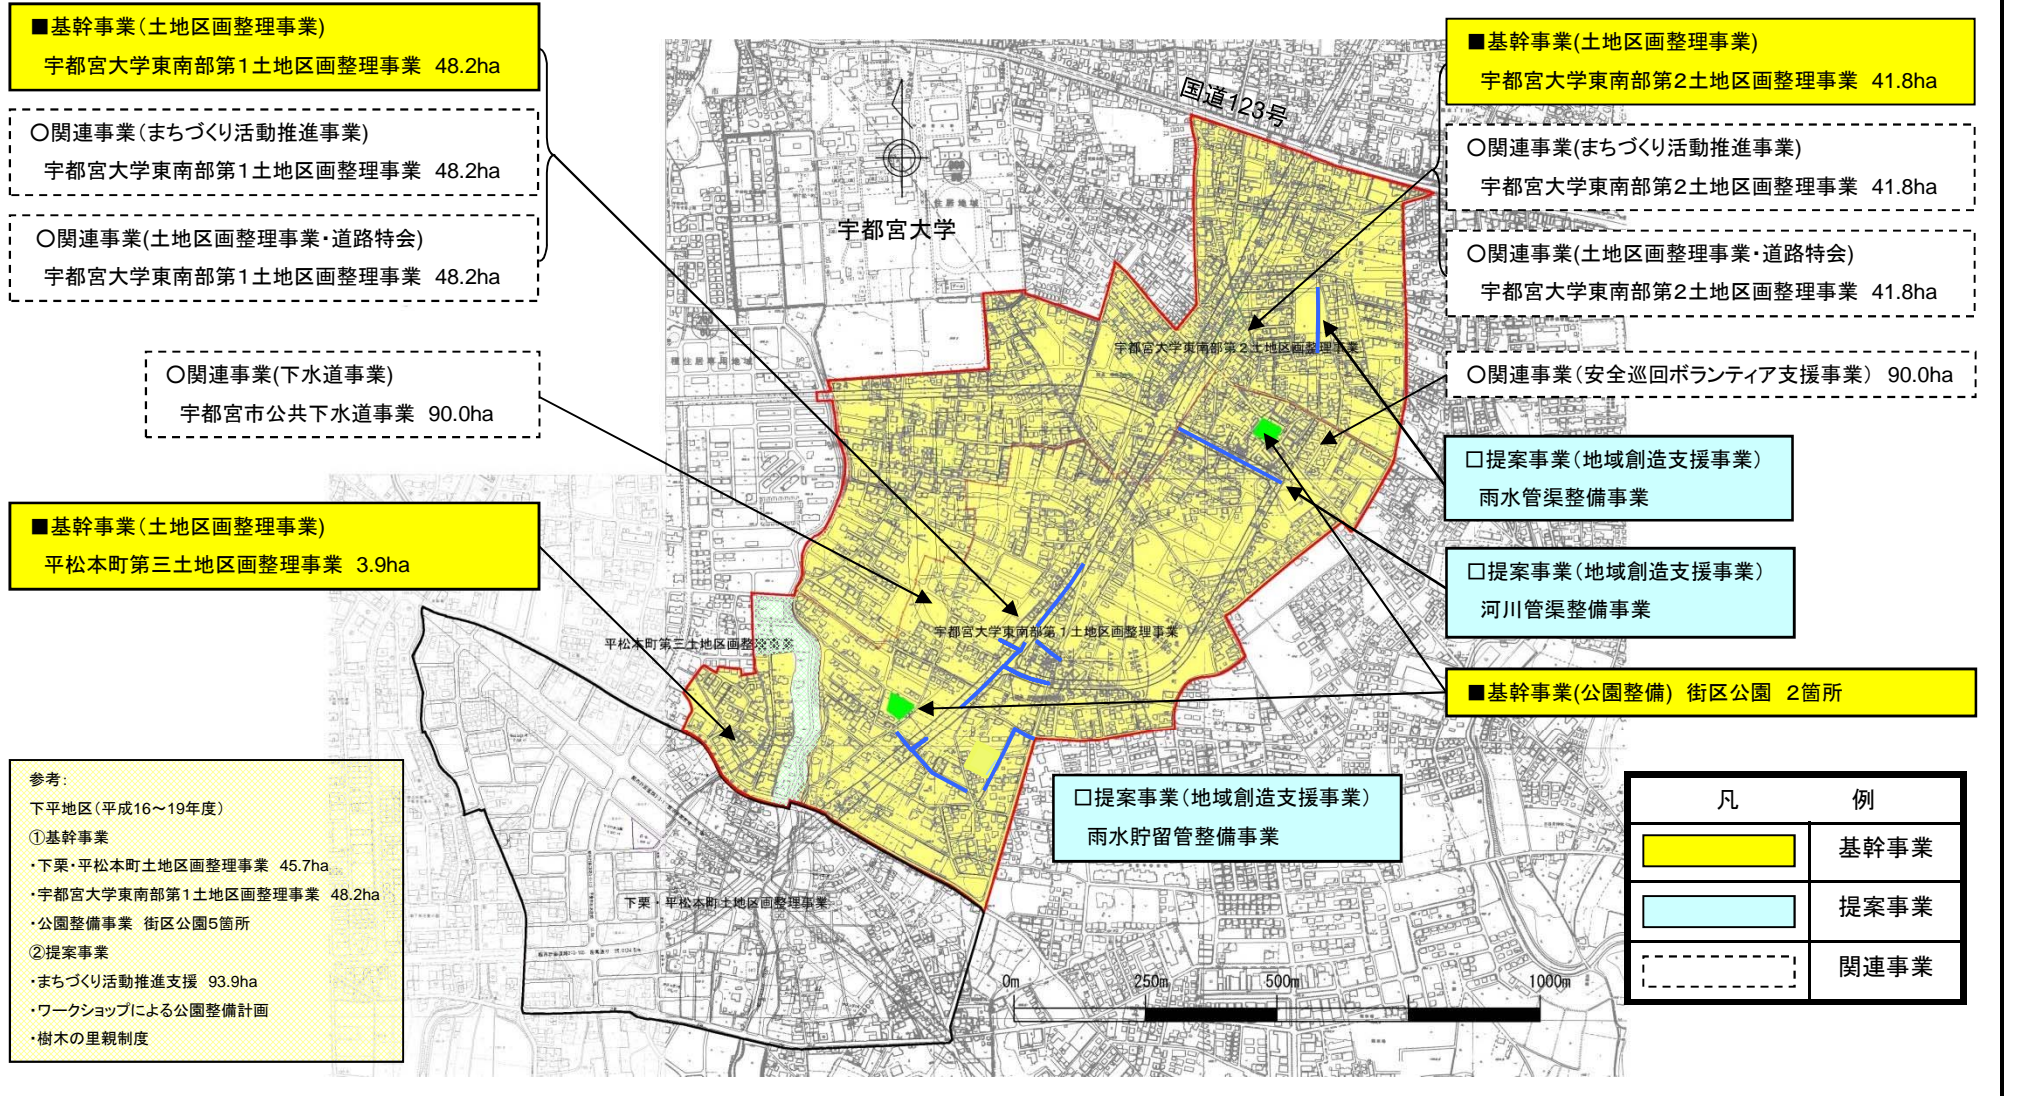 ■基幹事業(土地区画整理事業)
宇都宮大学東南部第1土地区画整理事業 48.2ha
○関連事業(まちづくり活動推進事業)
宇都宮大学東南部第1土地区画整理事業 48.2ha
○関連事業(土地区画整理事業・道路特会)
宇都宮大学東南部第1土地区画整理事業 48.2ha
○関連事業(下水道事業)
宇都宮市公共下水道事業 90.0ha
■基幹事業(土地区画整理事業)
平松本町第三土地区画整理事業 3.9ha
国道123号
宇都宮大学
住居地域
種住居専用地域
宇都宮大学東南部第2土地区画整理事業
宇都宮大学東南部第1土地区画整理事業
平松本町第三土地区画整
下栗・平松本町土地区画整理事業
■基幹事業(土地区画整理事業)
宇都宮大学東南部第2土地区画整理事業 41.8ha
○関連事業(まちづくり活動推進事業)
宇都宮大学東南部第2土地区画整理事業 41.8ha
○関連事業(土地区画整理事業・道路特会)
宇都宮大学東南部第2土地区画整理事業 41.8ha
○関連事業(安全巡回ボランティア支援事業) 90.0ha
□提案事業(地域創造支援事業)
雨水管渠整備事業
□提案事業(地域創造支援事業)
河川管渠整備事業
■基幹事業(公園整備) 街区公園 2箇所
□提案事業(地域創造支援事業)
雨水貯留管整備事業
参考:
下平地区(平成16~19年度)
①基幹事業
・下栗・平松本町土地区画整理事業 45.7ha
・宇都宮大学東南部第1土地区画整理事業 48.2ha
・公園整備事業 街区公園5箇所
②提案事業
・まちづくり活動推進支援 93.9ha
・ワークショップによる公園整備計画
・樹木の里親制度
0m 250m 500m 1000m
凡 例
基幹事業
提案事業
関連事業